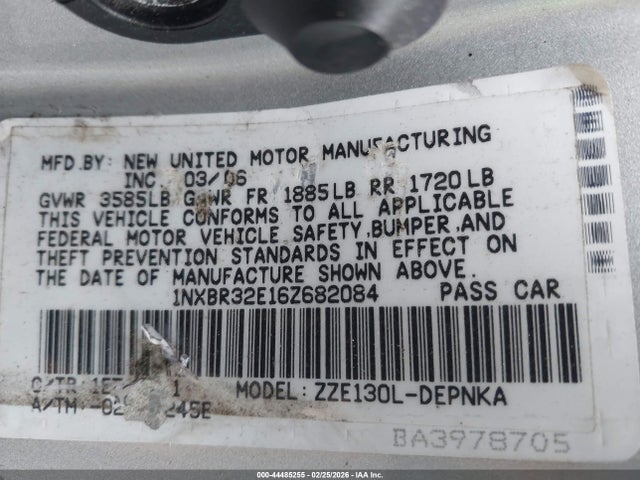 MFD.BY: NEW UNITED MOTOR MANUFACTURING
INC. 03/06
GVWR 3585LB GAWR FR 1885LB RR 1720LB
THIS VEHICLE CONFORMS TO ALL APPLICABLE
FEDERAL MOTOR VEHICLE SAFETY,BUMPER,AND
THEFT PREVENTION STANDARDS IN EFFECT ON
THE DATE OF MANUFACTURE SHOWN ABOVE.
1NXBR32E16Z682084 PASS CAR
C/TR: MODEL: ZZE130L-DEPNKA
A/TM:
BA3978705
000-44485255 - 02/25/2026 - IAA Inc.